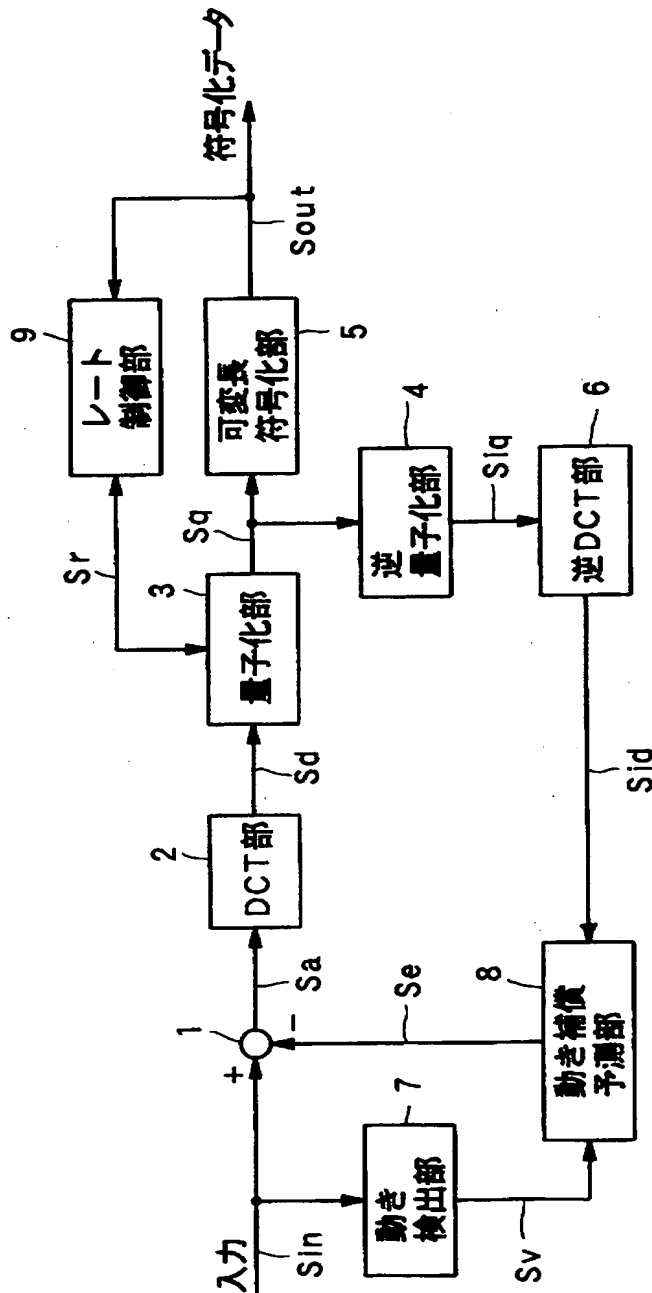 入力
Sin
+
−
1
Sa
2
DCT部
Sd
3
量子化部
Sr
9
レート
制御部
Sq
可変長
符号化部
5
Sout
符号化データ
4
逆
量子化部
Siq
6
逆DCT部
Sid
8
動き補償
予測部
Se
7
動き
検出部
Sv